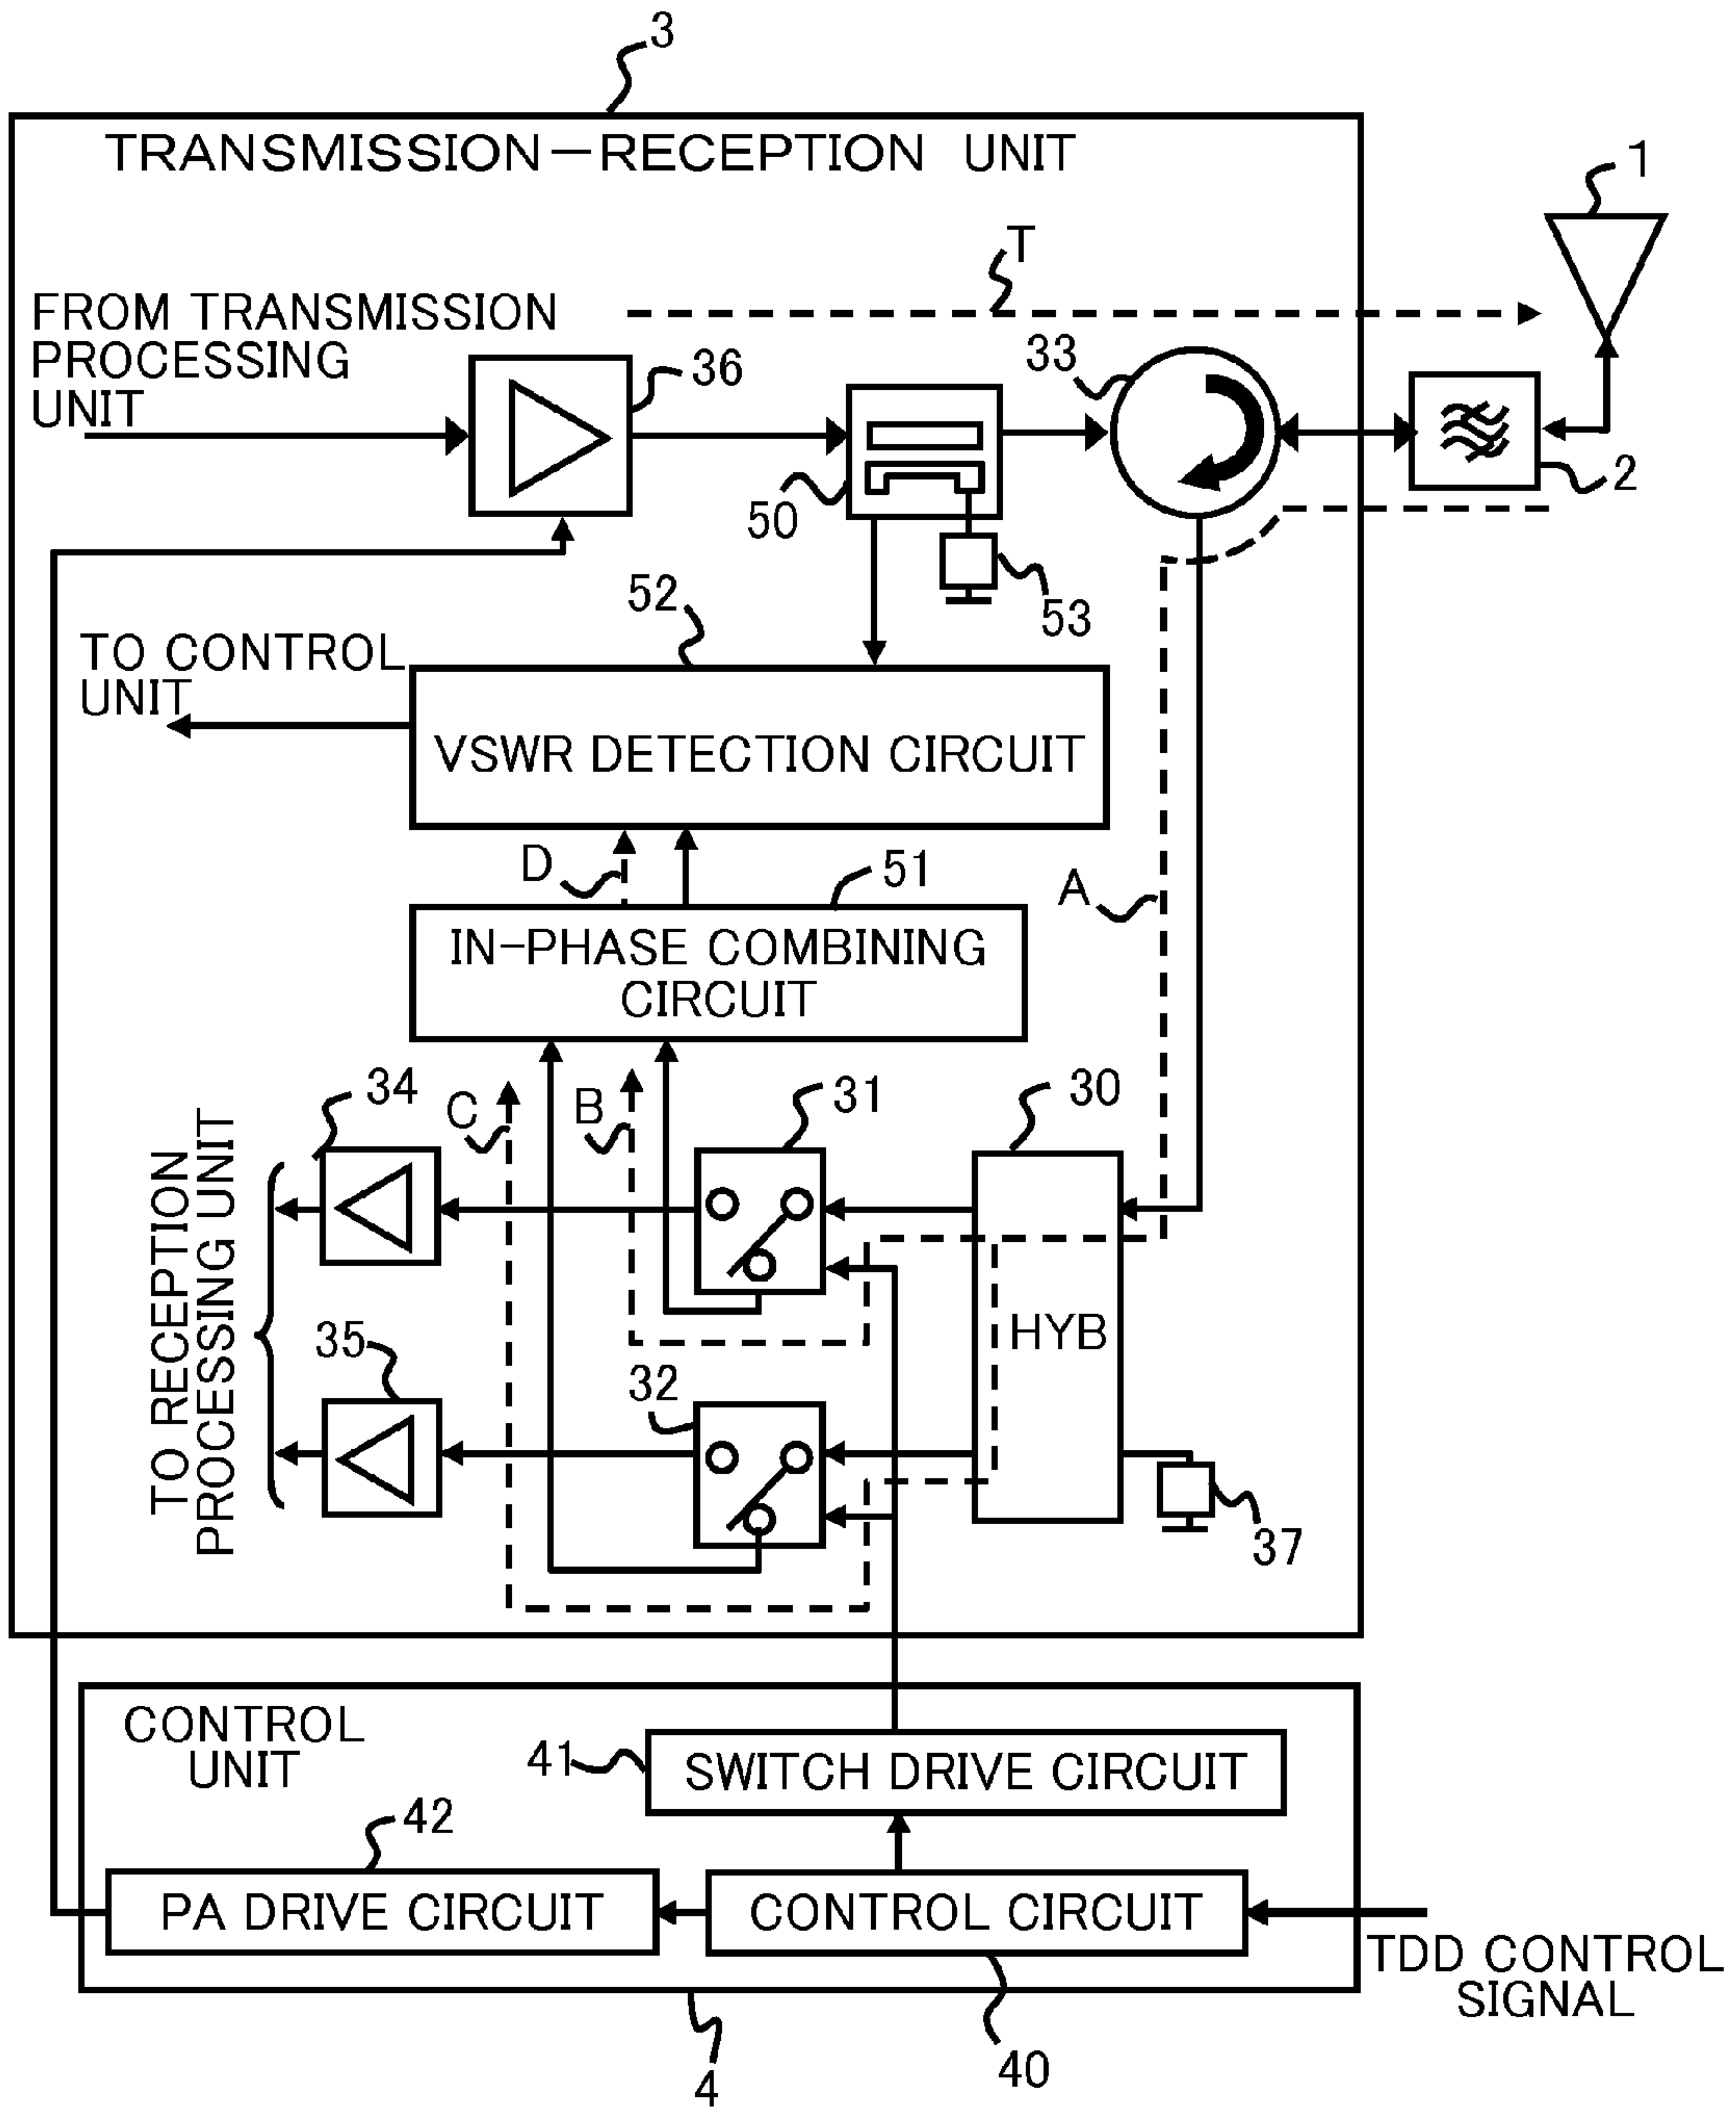 3
TRANSMISSION-RECEPTION UNIT
1
T
FROM TRANSMISSION
PROCESSING
UNIT
36
33
2
50
53
52
TO CONTROL
UNIT
VSWR DETECTION CIRCUIT
D
51
A
IN-PHASE COMBINING
CIRCUIT
34
C
B
31
30
TO RECEPTION
PROCESSING UNIT
35
32
HYB
37
CONTROL
UNIT
41
SWITCH DRIVE CIRCUIT
42
PA DRIVE CIRCUIT
CONTROL CIRCUIT
TDD CONTROL
SIGNAL
4
40